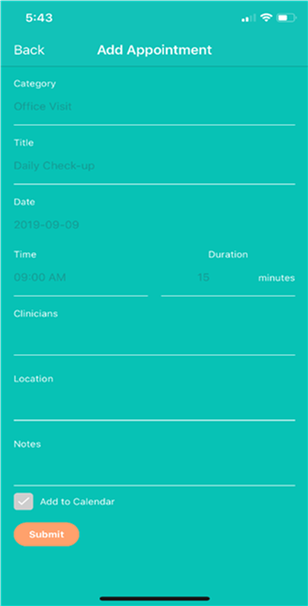 5:43
Back Add Appointment
Category
Office Visit
Title
Daily Check-up
Date
2019-09-09
Time Duration
09:00 AM 15 minutes
Clinicians
Location
Notes
Add to Calendar
Submit